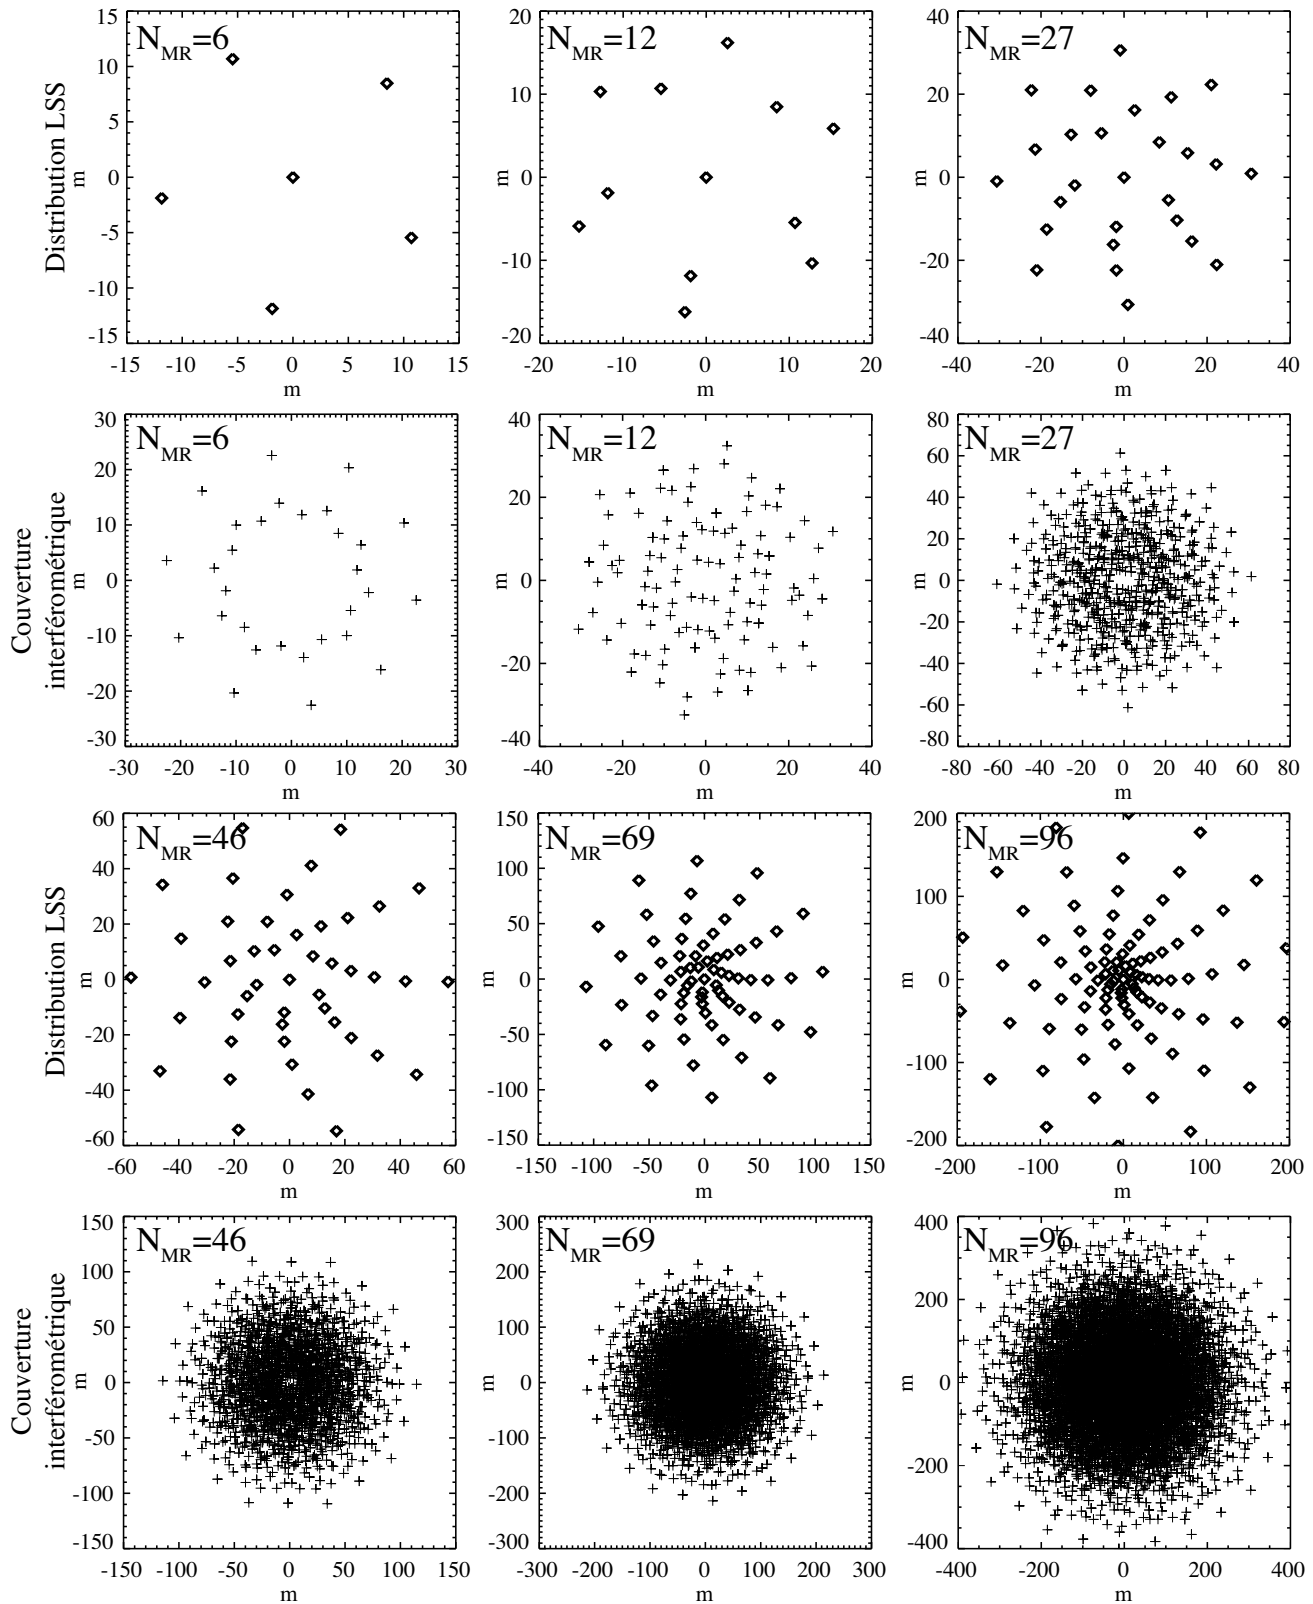 N_MR=6
N_MR=12
N_MR=27
Distribution LSS
m
15
10
5
0
-5
-10
-15
-15 -10 -5 0 5 10 15
m
m
20
10
0
-10
-20
-20 -10 0 10 20
m
m
40
20
0
-20
-40
-40 -20 0 20 40
m
N_MR=6
N_MR=12
N_MR=27
Couverture
interférométrique
m
30
20
10
0
-10
-20
-30
-30 -20 -10 0 10 20 30
m
m
40
20
0
-20
-40
-40 -20 0 20 40
m
m
80
60
40
20
0
-20
-40
-60
-80
-80 -60 -40 -20 0 20 40 60 80
m
N_MR=46
N_MR=69
N_MR=96
Distribution LSS
m
60
40
20
0
-20
-40
-60
-60 -40 -20 0 20 40 60
m
m
150
100
50
0
-50
-100
-150
-150 -100 -50 0 50 100 150
m
m
200
100
0
-100
-200
-200 -100 0 100 200
m
N_MR=46
N_MR=69
N_MR=96
Couverture
interférométrique
m
150
100
50
0
-50
-100
-150
-150 -100 -50 0 50 100 150
m
m
300
200
100
0
-100
-200
-300
-300 -200 -100 0 100 200 300
m
m
400
200
0
-200
-400
-400 -200 0 200 400
m